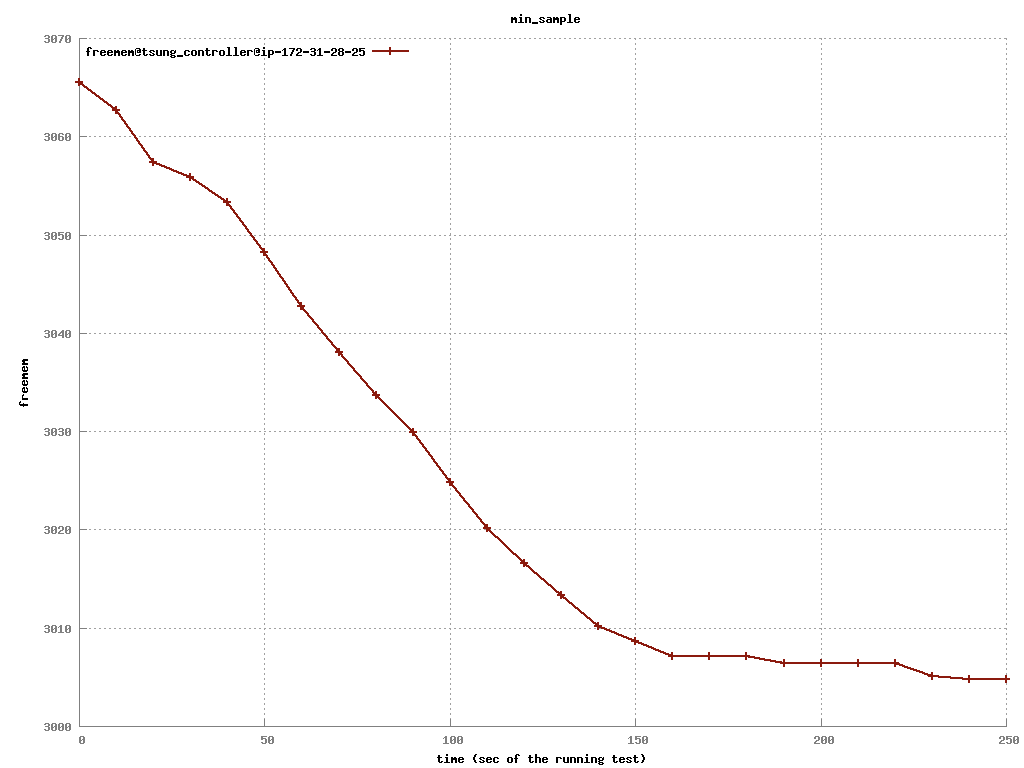 min_sample
3070
freemem@tsung_controller@ip-172-31-28-25
3060
3050
3040
freemem
3030
3020
3010
3000
0 50 100 150 200 250
time (sec of the running test)